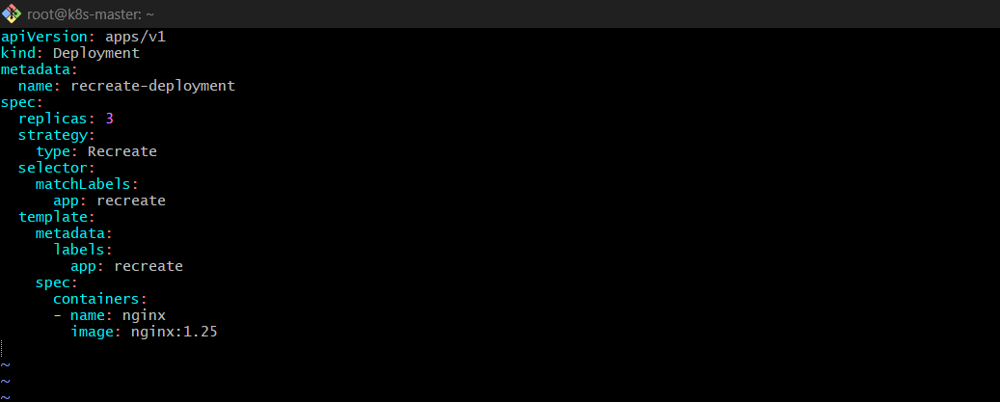 root@k8s-master: ~
apiVersion: apps/v1
kind: Deployment
metadata:
  name: recreate-deployment
spec:
  replicas: 3
  strategy:
    type: Recreate
  selector:
    matchLabels:
      app: recreate
  template:
    metadata:
      labels:
        app: recreate
    spec:
      containers:
      - name: nginx
        image: nginx:1.25

~
~
~